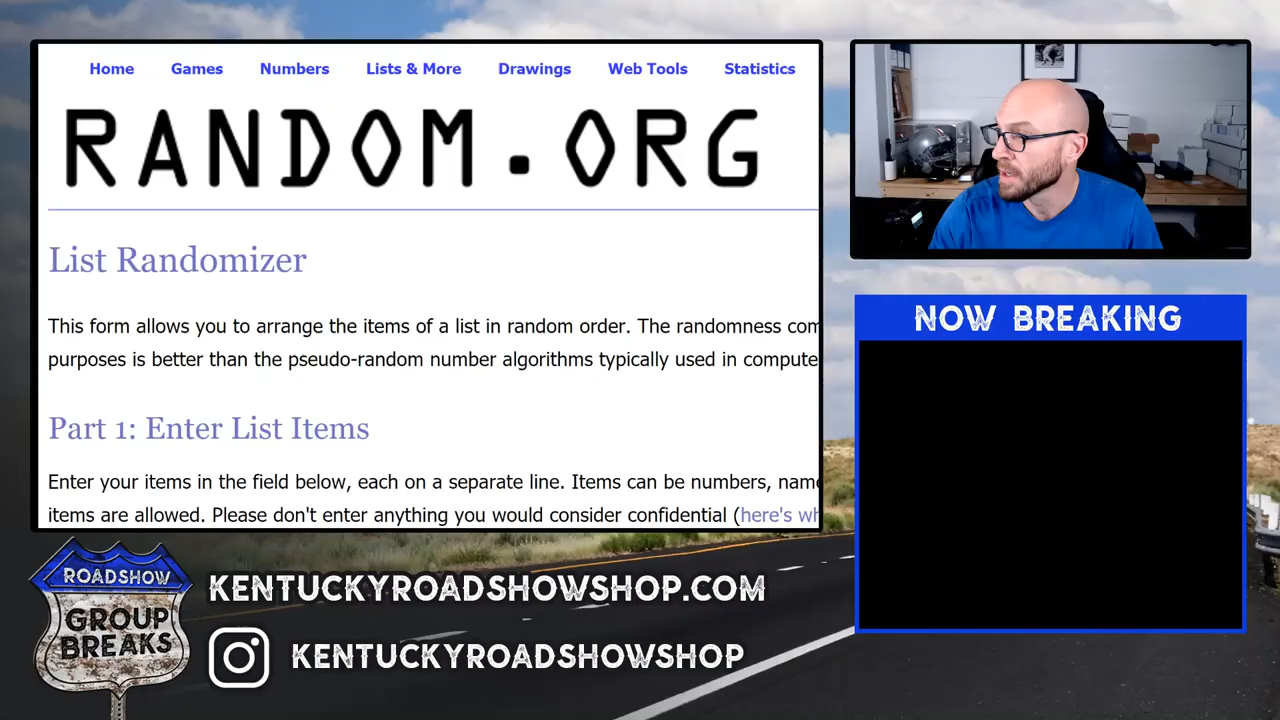 Home Games Numbers Lists & More Drawings Web Tools Statistics
RANDOM.ORG
List Randomizer
This form allows you to arrange the items of a list in random order. The randomness com
purposes is better than the pseudo-random number algorithms typically used in compute
Part 1: Enter List Items
Enter your items in the field below, each on a separate line. Items can be numbers, name
items are allowed. Please don't enter anything you would consider confidential (here's wh
NOW BREAKING
ROADSHOW
GROUP
BREAKS
KENTUCKYROADSHOWSHOP.COM
KENTUCKYROADSHOWSHOP